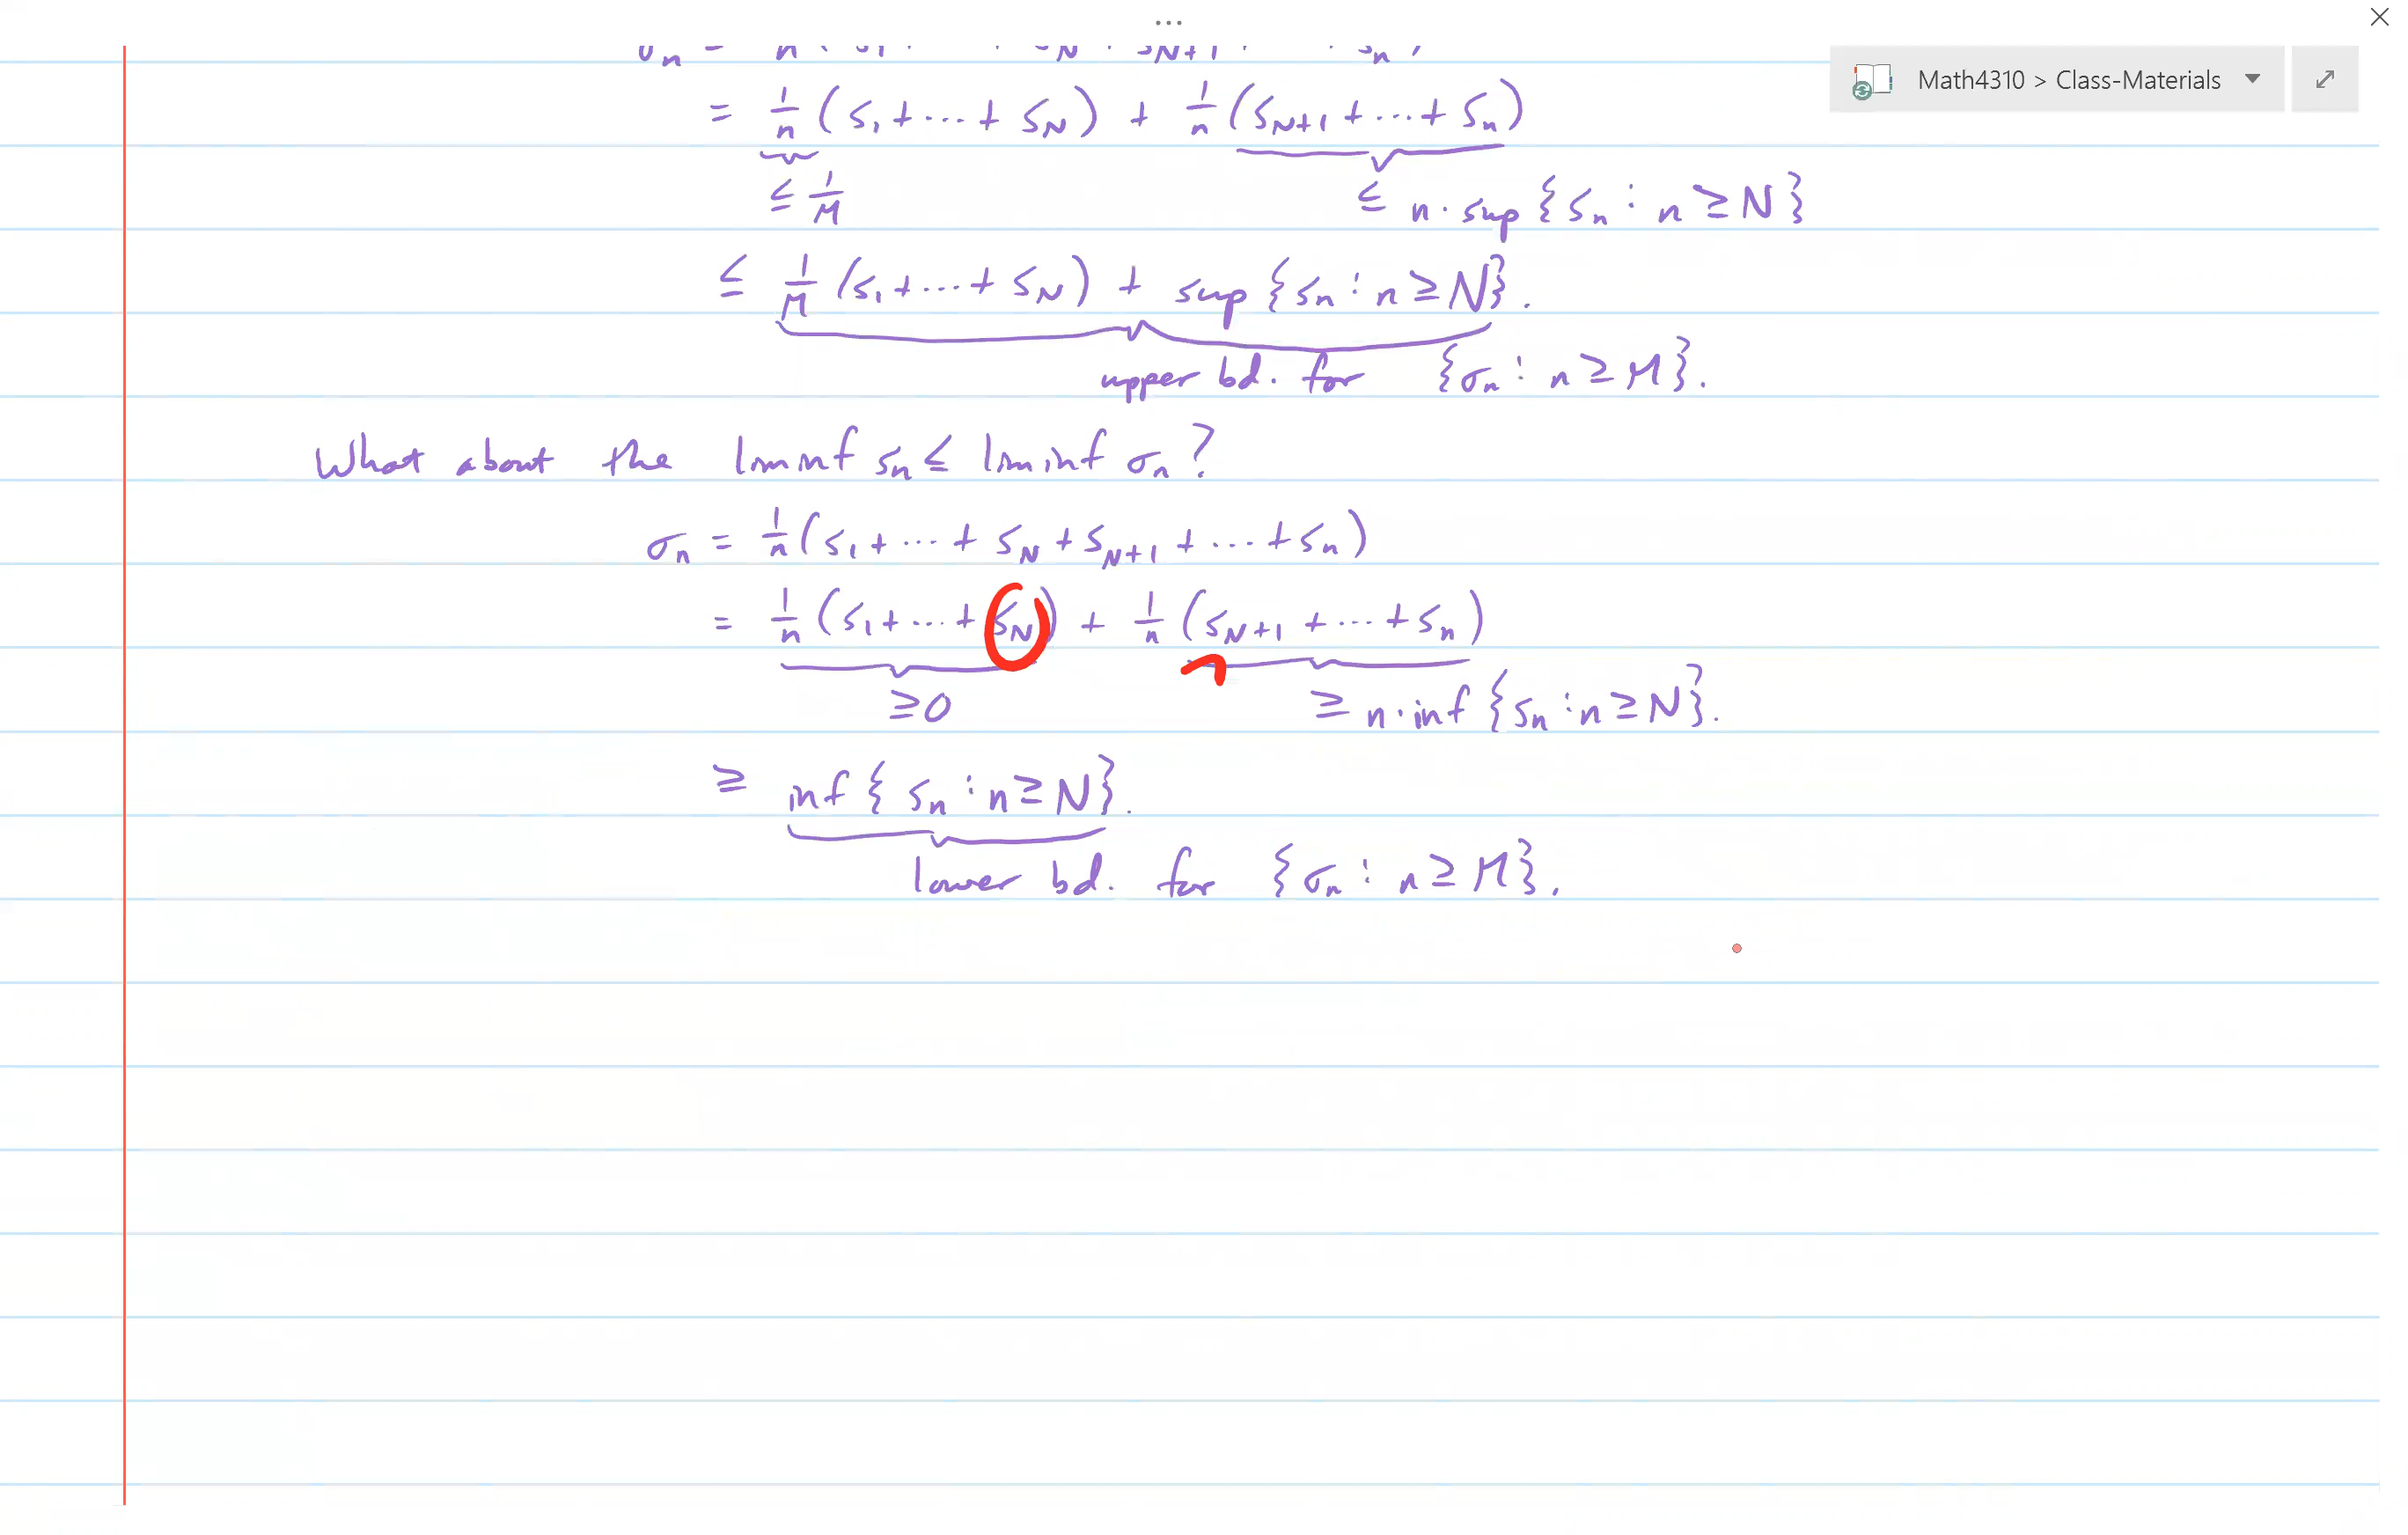 ...
Math4310 > Class-Materials
= 1/n (s₁ + ... + s_N) + 1/n (s_{N+1} + ... + s_n)
≤ 1/M    ≤ n · sup {s_n : n ≥ N}
≤ 1/M (s₁ + ... + s_N) + sup {s_n : n ≥ N}.
upper bd. for {σ_n : n ≥ M}.
What about the liminf s_n ≤ liminf σ_n ?
σ_n = 1/n (s₁ + ... + s_N + s_{N+1} + ... + s_n)
= 1/n (s₁ + ... + s_N) + 1/n (s_{N+1} + ... + s_n)
≥ 0    ≥ n · inf {s_n : n ≥ N}.
≥ inf { s_n : n ≥ N}.
lower bd. for {σ_n : n ≥ M}.